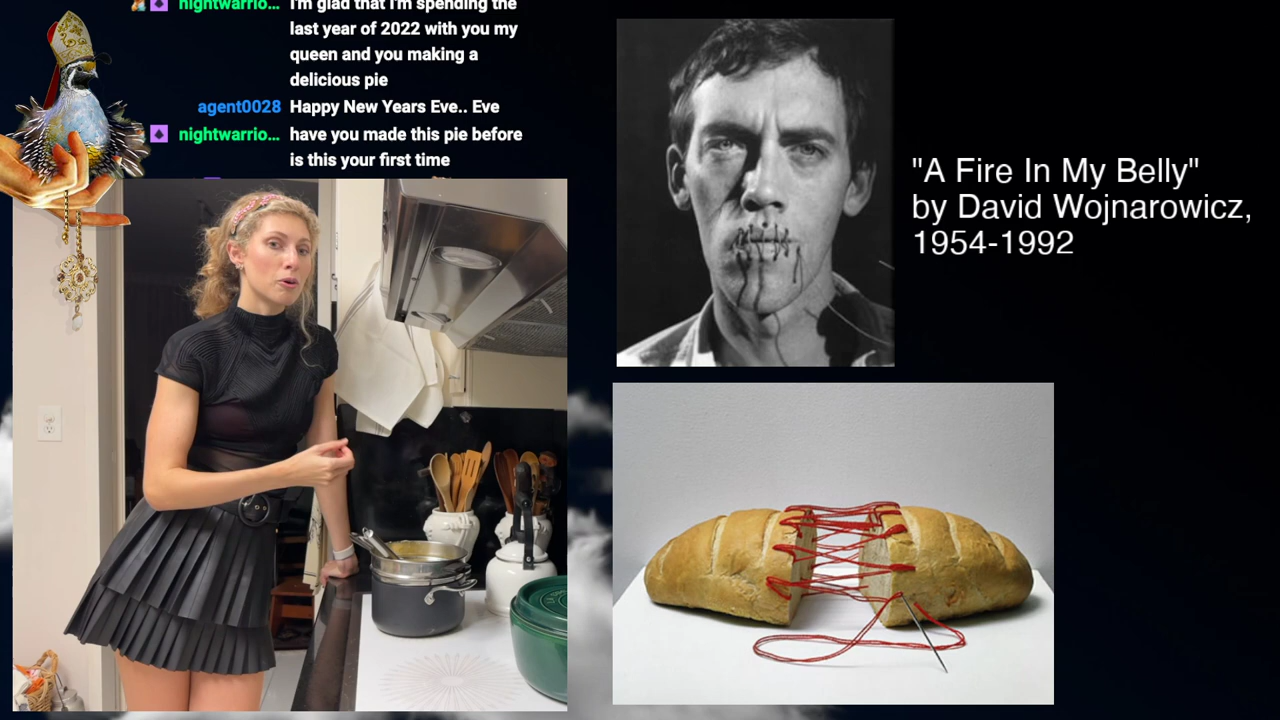 nightwarrio... I'm glad that I'm spending the
last year of 2022 with you my
queen and you making a
delicious pie
agent0028 Happy New Years Eve.. Eve
nightwarrio... have you made this pie before
is this your first time
"A Fire In My Belly"
by David Wojnarowicz,
1954-1992